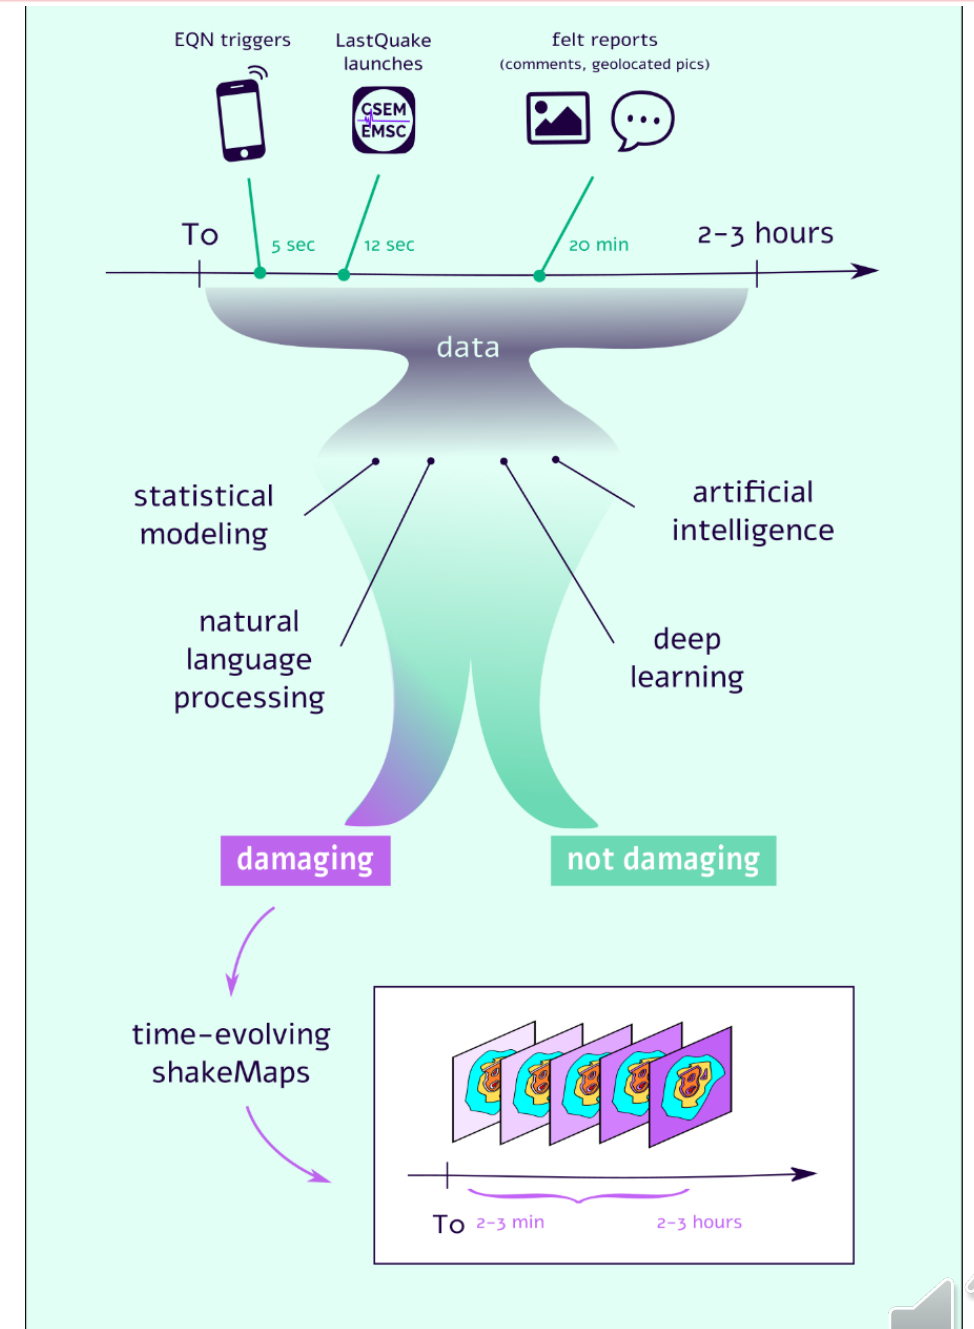 EQN triggers
LastQuake
launches
felt reports
(comments, geolocated pics)
CSEM
EMSC
To
5 sec
12 sec
20 min
2-3 hours
data
statistical
modeling
artificial
intelligence
natural
language
processing
deep
learning
damaging
not damaging
time-evolving
shakeMaps
To
2-3 min
2-3 hours